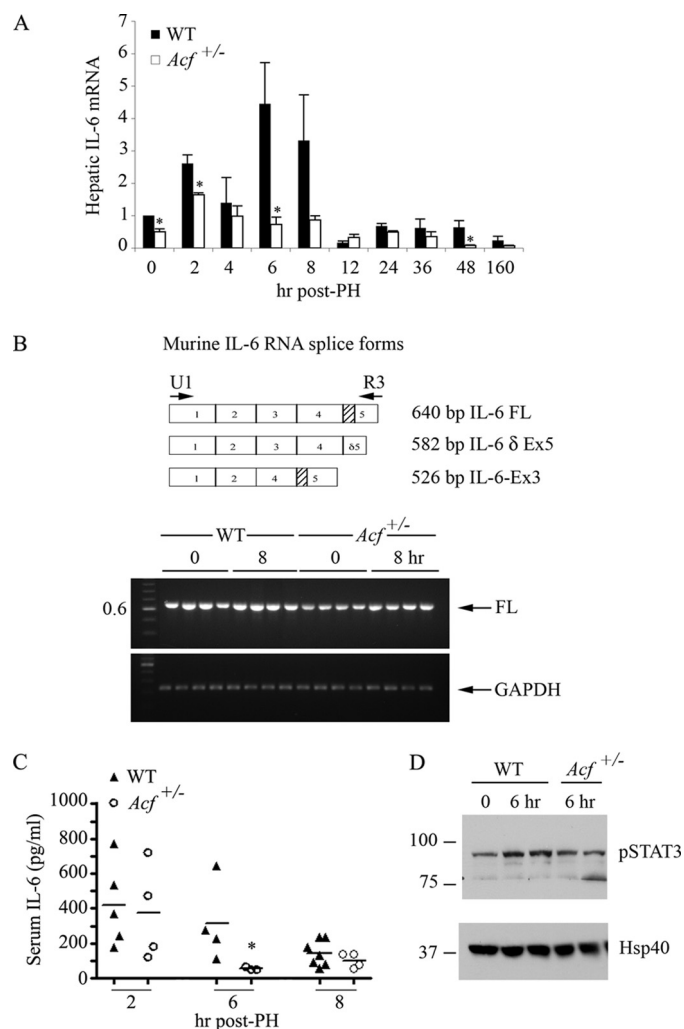 A
WT
Acf +/-
Hepatic IL-6 mRNA
7
6
5
4
3
2
1
0
* * * *
0 2 4 6 8 12 24 36 48 160
hr post-PH
B
Murine IL-6 RNA splice forms
U1 R3
1 2 3 4 5 640 bp IL-6 FL
1 2 3 4 δ5 582 bp IL-6 δ Ex5
1 2 4 5 526 bp IL-6-Ex3
WT Acf +/-
0 8 0 8 hr
0.6 FL
GAPDH
C
WT
Acf +/-
Serum IL-6 (pg/ml)
1000
800
600
400
200
0
*
2 6 8
hr post-PH
D
WT Acf +/-
0 6 hr 6 hr
100
pSTAT3
75
37 Hsp40